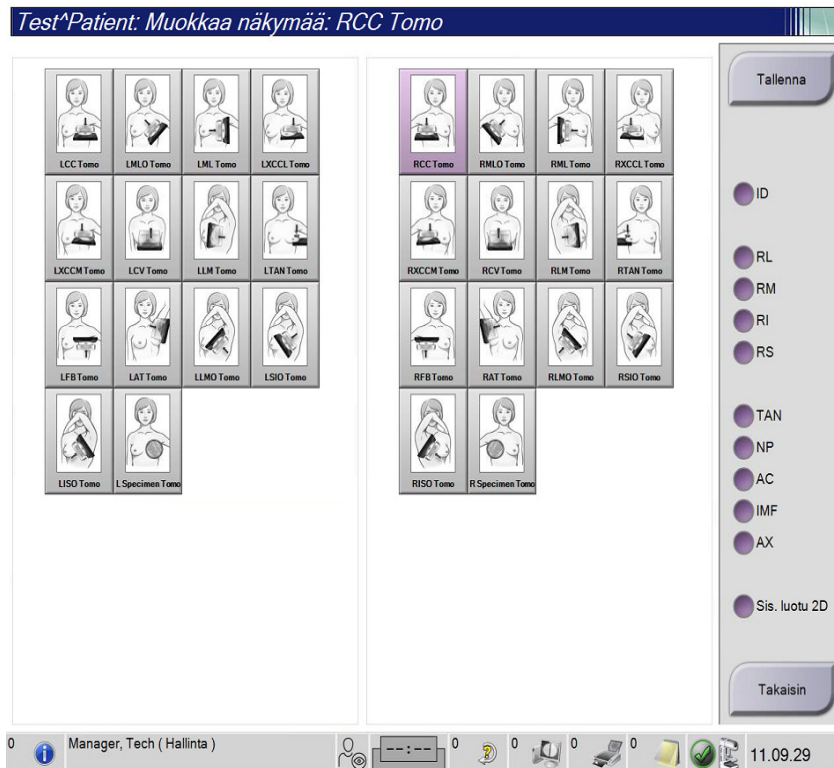 Test^Patient: Muokkaa näkymää: RCC Tomo
LCC Tomo LMLO Tomo LML Tomo LXCCL Tomo
LXCCM Tomo LCV Tomo LLM Tomo LTAN Tomo
LFB Tomo LAT Tomo LLMO Tomo LSIO Tomo
LISO Tomo L Specimen Tomo
RCC Tomo RMLO Tomo RML Tomo RXCCL Tomo
RXCCM Tomo RCV Tomo RLM Tomo RTAN Tomo
RFB Tomo RAT Tomo RLMO Tomo RSIO Tomo
RISO Tomo R Specimen Tomo
Tallenna
ID
RL
RM
RI
RS
TAN
NP
AC
IMF
AX
Sis. luotu 2D
Takaisin
0 Manager, Tech ( Hallinta ) --:-- 0 0 0 0 11.09.29